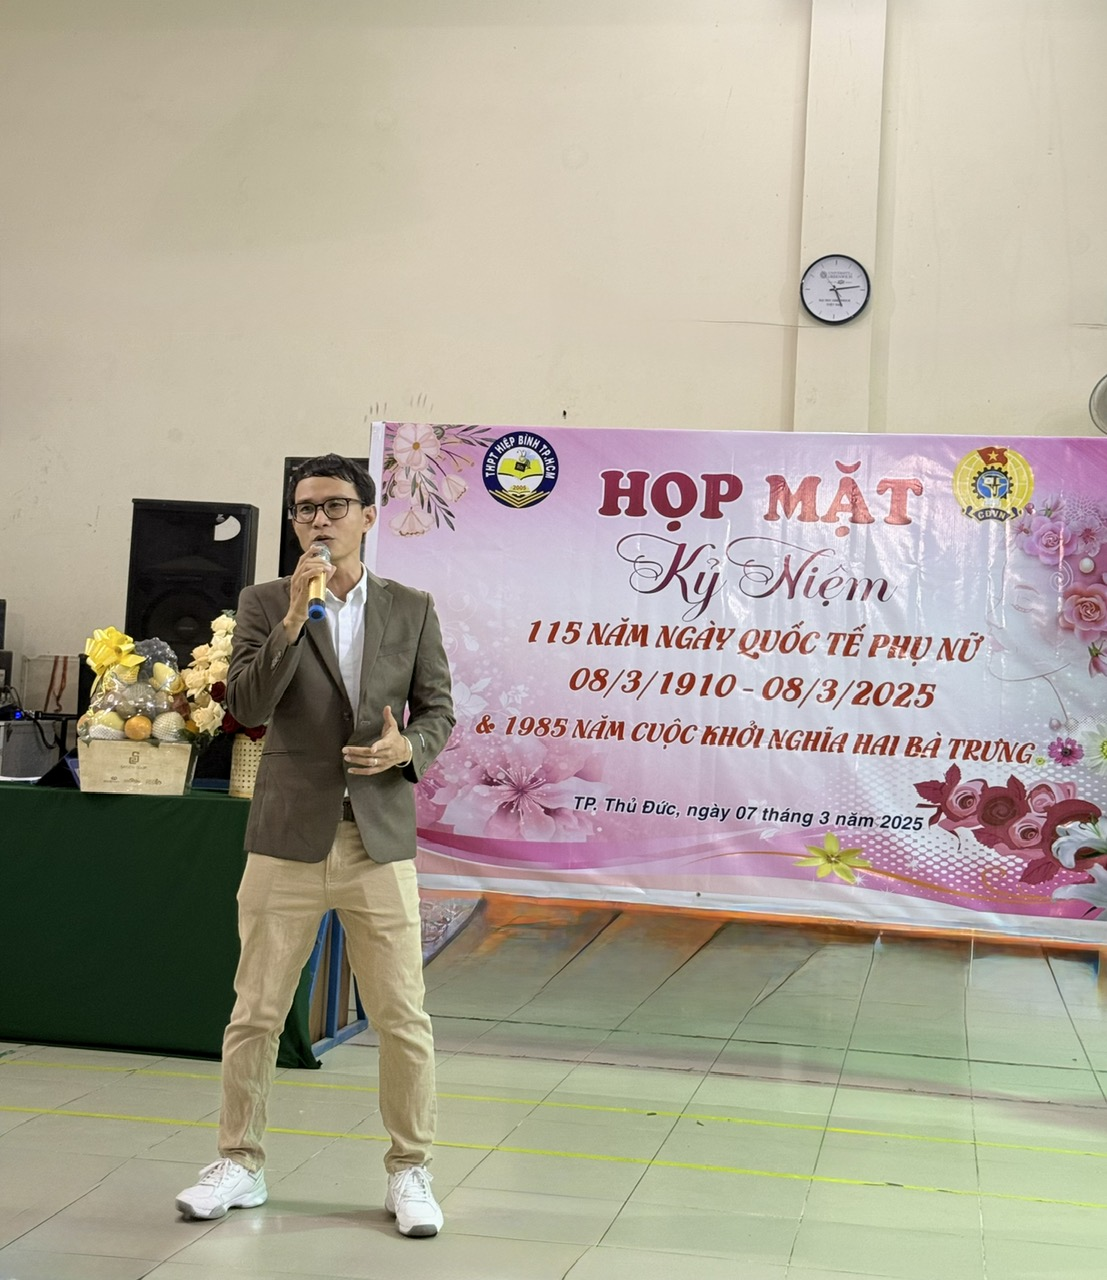 THPT HIỆP BÌNH TP.HCM
2009
HỌP MẶT
CĐVN
Kỷ Niệm
115 NĂM NGÀY QUỐC TẾ PHỤ NỮ
08/3/1910 - 08/3/2025
& 1985 NĂM CUỘC KHỞI NGHĨA HAI BÀ TRƯNG
TP. Thủ Đức, ngày 07 tháng 3 năm 2025